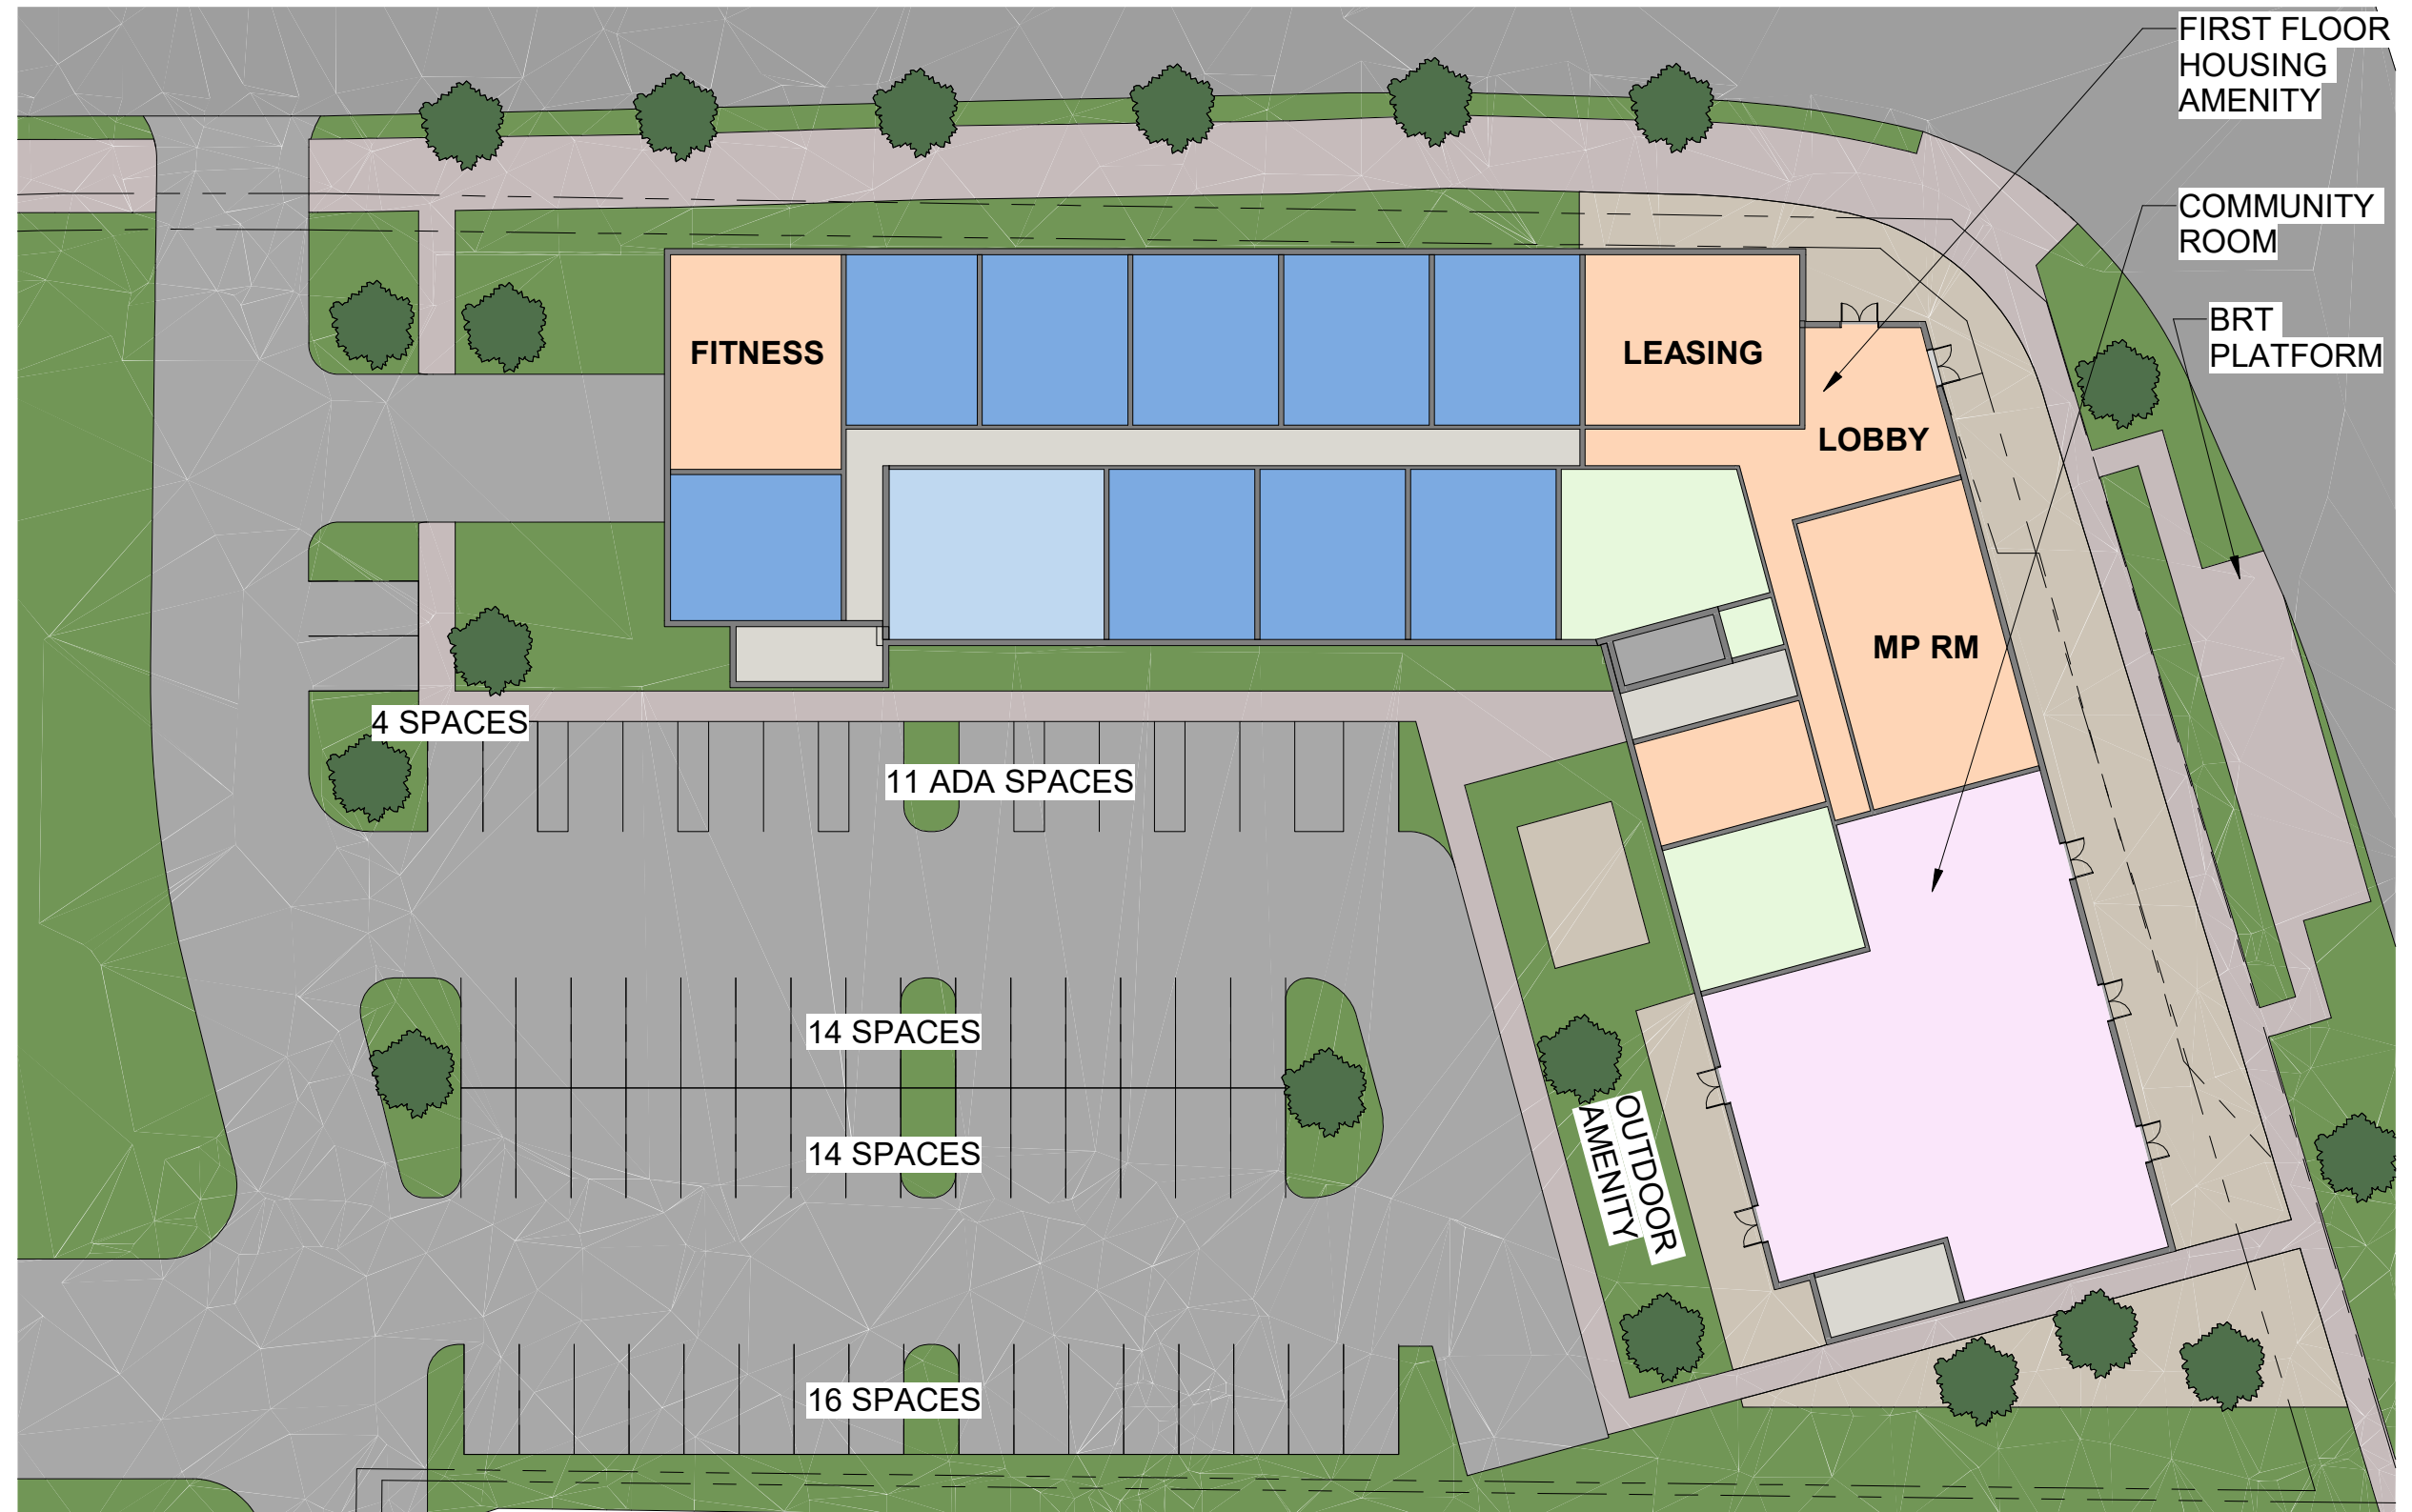 FIRST FLOOR
HOUSING
AMENITY
COMMUNITY
ROOM
BRT
PLATFORM
FITNESS
LEASING
LOBBY
MP RM
4 SPACES
11 ADA SPACES
14 SPACES
14 SPACES
OUTDOOR
AMENITY
16 SPACES